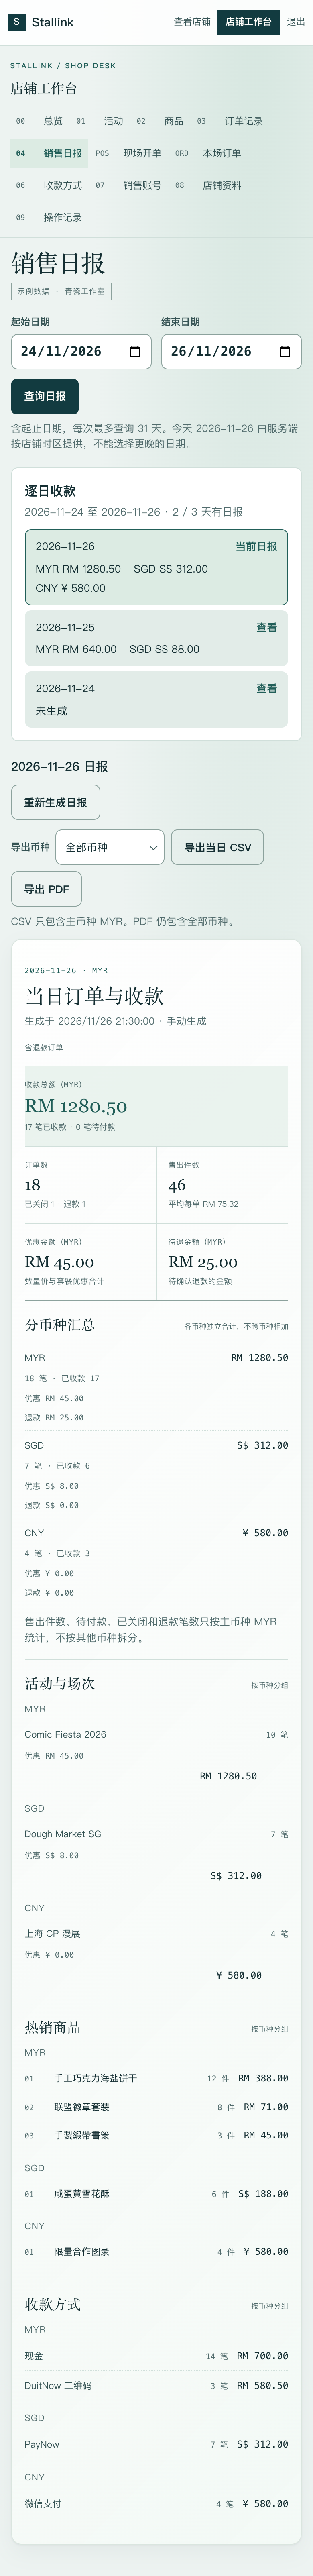 S Stallink 查看店铺 店铺工作台 退出
STALLINK / SHOP DESK
店铺工作台
00 总览 01 活动 02 商品 03 订单记录
04 销售日报 POS 现场开单 ORD 本场订单
06 收款方式 07 销售账号 08 店铺资料
09 操作记录
销售日报
示例数据 · 青瓷工作室
起始日期 结束日期
24/11/2026 26/11/2026
查询日报
含起止日期，每次最多查询 31 天。今天 2026-11-26 由服务端
按店铺时区提供，不能选择更晚的日期。
逐日收款
2026-11-24 至 2026-11-26 · 2 / 3 天有日报
2026-11-26 当前日报
MYR RM 1280.50 SGD S$ 312.00
CNY ¥ 580.00
2026-11-25 查看
MYR RM 640.00 SGD S$ 88.00
2026-11-24 查看
未生成
2026-11-26 日报
重新生成日报
导出币种 全部币种 导出当日 CSV
导出 PDF
CSV 只包含主币种 MYR。PDF 仍包含全部币种。
2026-11-26 · MYR
当日订单与收款
生成于 2026/11/26 21:30:00 · 手动生成
含退款订单
收款总额 (MYR)
RM 1280.50
17 笔已收款 · 0 笔待付款
订单数 售出件数
18 46
已关闭 1 · 退款 1 平均每单 RM 75.32
优惠金额 (MYR) 待退金额 (MYR)
RM 45.00 RM 25.00
数量价与套餐优惠合计 待确认退款的金额
分币种汇总 各币种独立合计，不跨币种相加
MYR RM 1280.50
18 笔 · 已收款 17
优惠 RM 45.00
退款 RM 25.00
SGD S$ 312.00
7 笔 · 已收款 6
优惠 S$ 8.00
退款 S$ 0.00
CNY ¥ 580.00
4 笔 · 已收款 3
优惠 ¥ 0.00
退款 ¥ 0.00
售出件数、待付款、已关闭和退款笔数只按主币种 MYR
统计，不按其他币种拆分。
活动与场次 按币种分组
MYR
Comic Fiesta 2026 10 笔
优惠 RM 45.00
RM 1280.50
SGD
Dough Market SG 7 笔
优惠 S$ 8.00
S$ 312.00
CNY
上海 CP 漫展 4 笔
优惠 ¥ 0.00
¥ 580.00
热销商品 按币种分组
MYR
01 手工巧克力海盐饼干 12 件 RM 388.00
02 联盟徽章套装 8 件 RM 71.00
03 手製緞帶書簽 3 件 RM 45.00
SGD
01 咸蛋黄雪花酥 6 件 S$ 188.00
CNY
01 限量合作图录 4 件 ¥ 580.00
收款方式 按币种分组
MYR
现金 14 笔 RM 700.00
DuitNow 二维码 3 笔 RM 580.50
SGD
PayNow 7 笔 S$ 312.00
CNY
微信支付 4 笔 ¥ 580.00